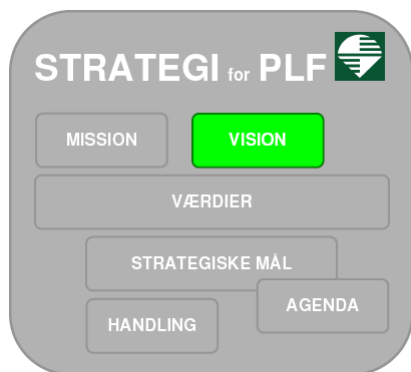 STRATEGI for PLF
MISSION
VISION
VÆRDIER
STRATEGISKE MÅL
AGENDA
HANDLING